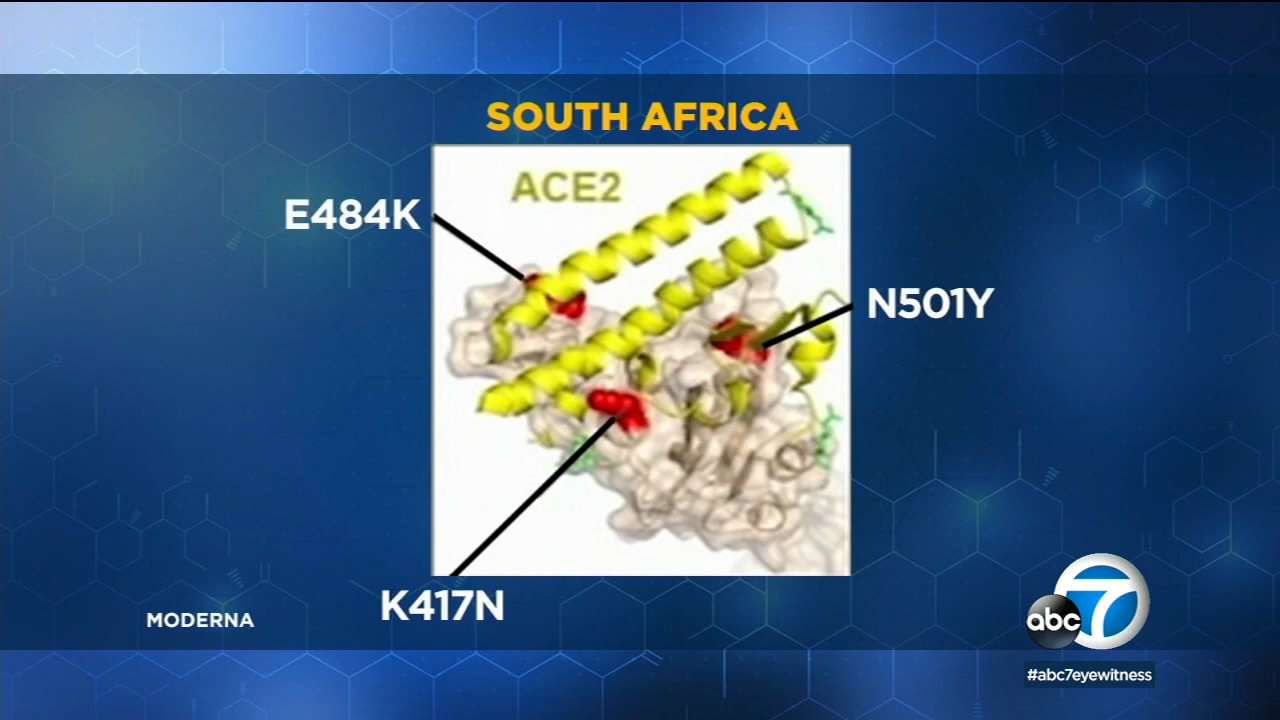 SOUTH AFRICA
ACE2
E484K
N501Y
K417N
MODERNA
abc 7
#abc7eyewitness